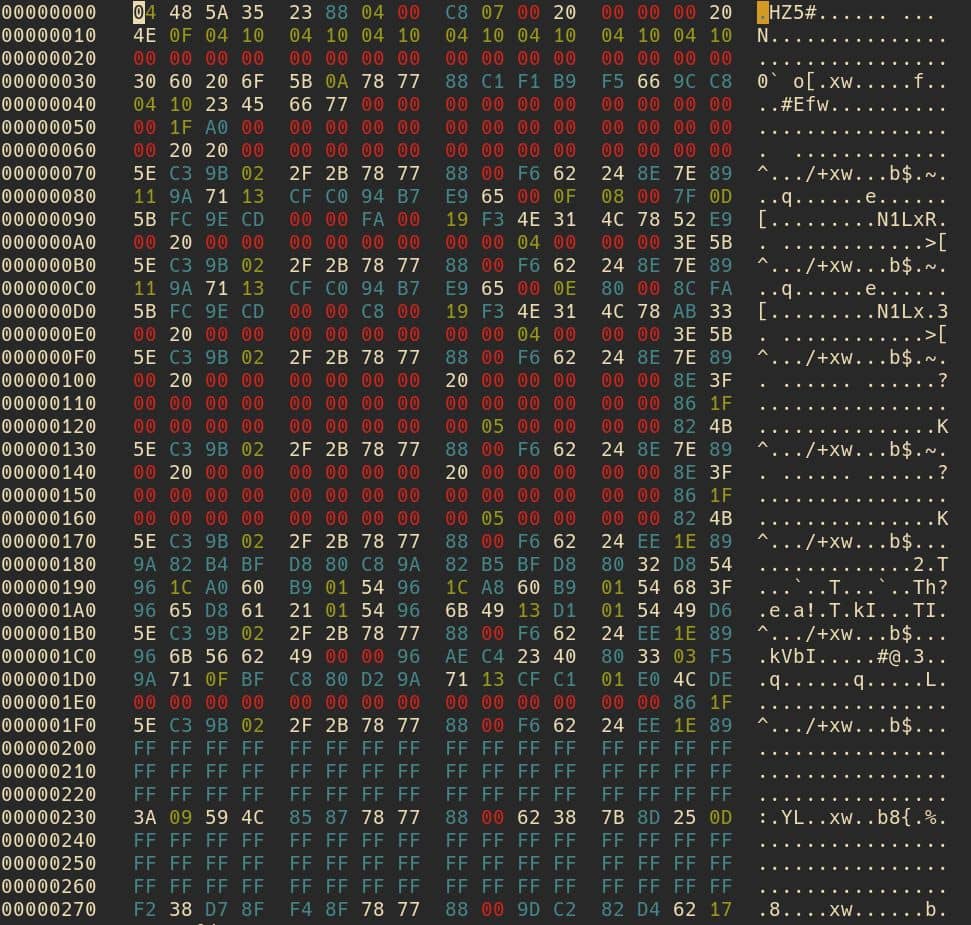 00000000  04 48 5A 35  23 88 04 00  C8 07 00 20  00 00 00 20  .HZ5#...... ...
00000010  4E 0F 04 10  04 10 04 10  04 10 04 10  04 10 04 10  N...............
00000020  00 00 00 00  00 00 00 00  00 00 00 00  00 00 00 00  ................
00000030  30 60 20 6F  5B 0A 78 77  88 C1 F1 B9  F5 66 9C C8  0` o[.xw.....f..
00000040  04 10 23 45  66 77 00 00  00 00 00 00  00 00 00 00  ..#Efw..........
00000050  00 1F A0 00  00 00 00 00  00 00 00 00  00 00 00 00  ................
00000060  00 20 20 00  00 00 00 00  00 00 00 00  00 00 00 00  .  .............
00000070  5E C3 9B 02  2F 2B 78 77  88 00 F6 62  24 8E 7E 89  ^.../+xw...b$.~.
00000080  11 9A 71 13  CF C0 94 B7  E9 65 00 0F  08 00 7F 0D  ..q......e......
00000090  5B FC 9E CD  00 00 FA 00  19 F3 4E 31  4C 78 52 E9  [.........N1LxR.
000000A0  00 20 00 00  00 00 00 00  00 00 04 00  00 00 3E 5B  . ............>[
000000B0  5E C3 9B 02  2F 2B 78 77  88 00 F6 62  24 8E 7E 89  ^.../+xw...b$.~.
000000C0  11 9A 71 13  CF C0 94 B7  E9 65 00 0E  80 00 8C FA  ..q......e......
000000D0  5B FC 9E CD  00 00 C8 00  19 F3 4E 31  4C 78 AB 33  [.........N1Lx.3
000000E0  00 20 00 00  00 00 00 00  00 00 04 00  00 00 3E 5B  . ............>[
000000F0  5E C3 9B 02  2F 2B 78 77  88 00 F6 62  24 8E 7E 89  ^.../+xw...b$.~.
00000100  00 20 00 00  00 00 00 00  20 00 00 00  00 00 8E 3F  . ...... ......?
00000110  00 00 00 00  00 00 00 00  00 00 00 00  00 00 86 1F  ................
00000120  00 00 00 00  00 00 00 00  00 05 00 00  00 00 82 4B  ...............K
00000130  5E C3 9B 02  2F 2B 78 77  88 00 F6 62  24 8E 7E 89  ^.../+xw...b$.~.
00000140  00 20 00 00  00 00 00 00  20 00 00 00  00 00 8E 3F  . ...... ......?
00000150  00 00 00 00  00 00 00 00  00 00 00 00  00 00 86 1F  ................
00000160  00 00 00 00  00 00 00 00  00 05 00 00  00 00 82 4B  ...............K
00000170  5E C3 9B 02  2F 2B 78 77  88 00 F6 62  24 EE 1E 89  ^.../+xw...b$...
00000180  9A 82 B4 BF  D8 80 C8 9A  82 B5 BF D8  80 32 D8 54  .............2.T
00000190  96 1C A0 60  B9 01 54 96  1C A8 60 B9  01 54 68 3F  ...`..T...`..Th?
000001A0  96 65 D8 61  21 01 54 96  6B 49 13 D1  01 54 49 D6  .e.a!.T.kI...TI.
000001B0  5E C3 9B 02  2F 2B 78 77  88 00 F6 62  24 EE 1E 89  ^.../+xw...b$...
000001C0  96 6B 56 62  49 00 00 96  AE C4 23 40  80 33 03 F5  .kVbI.....#@.3..
000001D0  9A 71 0F BF  C8 80 D2 9A  71 13 CF C1  01 E0 4C DE  .q......q.....L.
000001E0  00 00 00 00  00 00 00 00  00 00 00 00  00 00 86 1F  ................
000001F0  5E C3 9B 02  2F 2B 78 77  88 00 F6 62  24 EE 1E 89  ^.../+xw...b$...
00000200  FF FF FF FF  FF FF FF FF  FF FF FF FF  FF FF FF FF  ................
00000210  FF FF FF FF  FF FF FF FF  FF FF FF FF  FF FF FF FF  ................
00000220  FF FF FF FF  FF FF FF FF  FF FF FF FF  FF FF FF FF  ................
00000230  3A 09 59 4C  85 87 78 77  88 00 62 38  7B 8D 25 0D  :.YL..xw..b8{.%.
00000240  FF FF FF FF  FF FF FF FF  FF FF FF FF  FF FF FF FF  ................
00000250  FF FF FF FF  FF FF FF FF  FF FF FF FF  FF FF FF FF  ................
00000260  FF FF FF FF  FF FF FF FF  FF FF FF FF  FF FF FF FF  ................
00000270  F2 38 D7 8F  F4 8F 78 77  88 00 9D C2  82 D4 62 17  .8....xw......b.